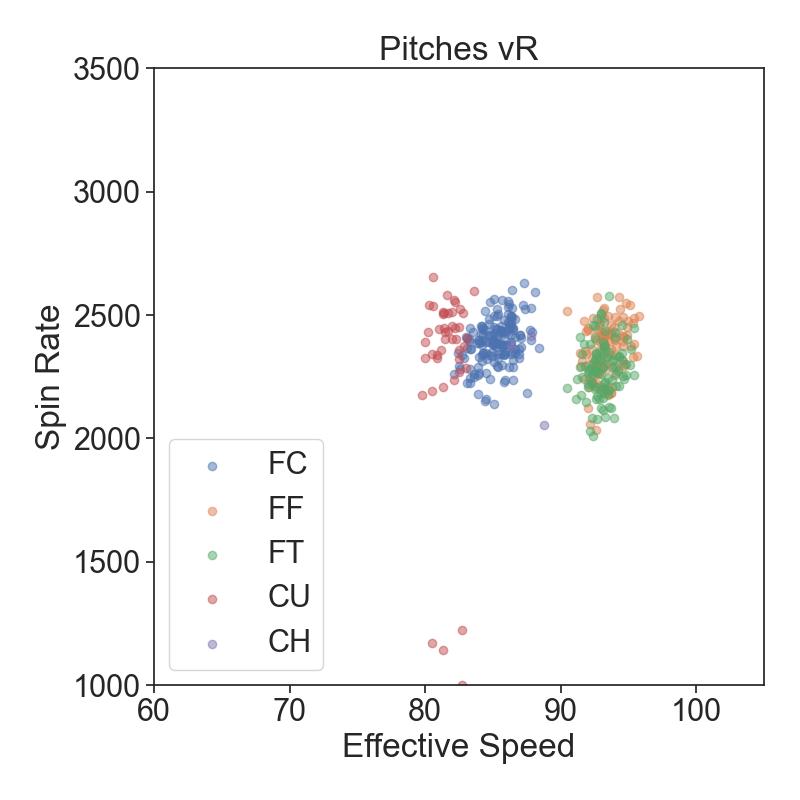 Pitches vR
3500
3000
2500
2000
1500
1000
Spin Rate
FC
FF
FT
CU
CH
60 70 80 90 100
Effective Speed